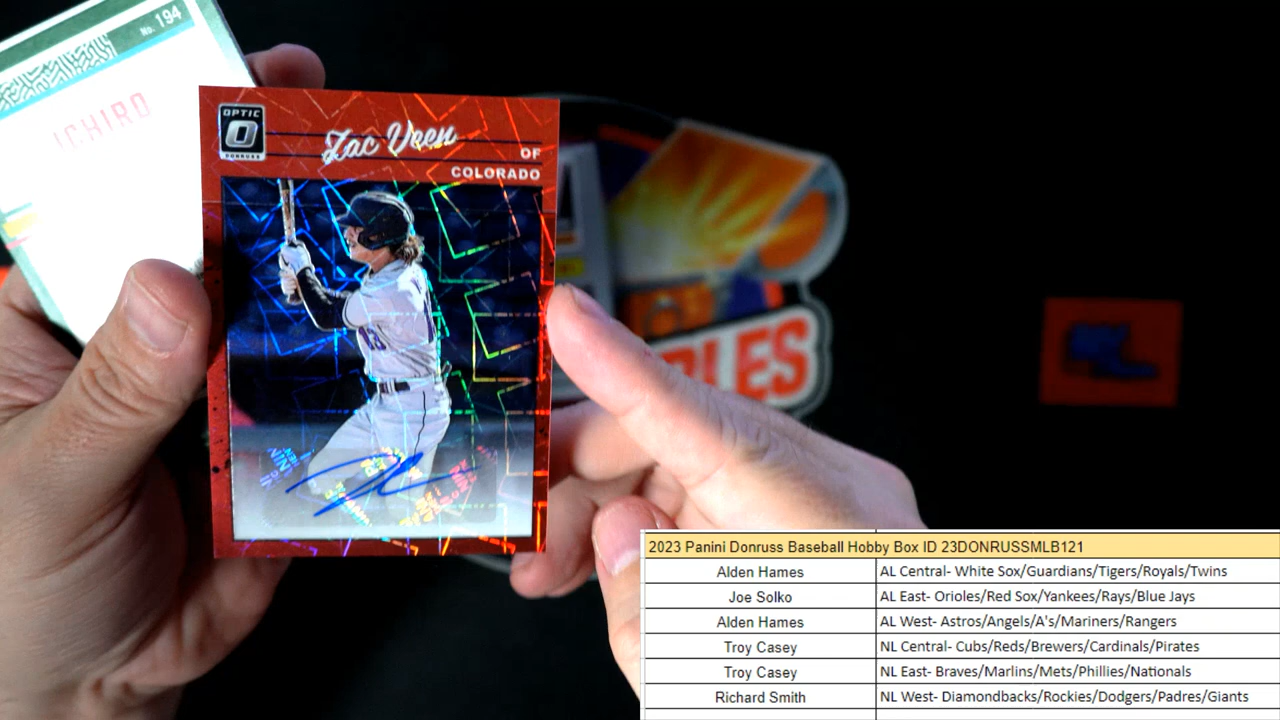 No. 194
ICHIRO
OPTIC
DONRUSS
Zac Veen
OF
COLORADO
13
2023 Panini Donruss Baseball Hobby Box ID 23DONRUSSMLB121
Alden Hames AL Central- White Sox/Guardians/Tigers/Royals/Twins
Joe Solko AL East- Orioles/Red Sox/Yankees/Rays/Blue Jays
Alden Hames AL West- Astros/Angels/A's/Mariners/Rangers
Troy Casey NL Central- Cubs/Reds/Brewers/Cardinals/Pirates
Troy Casey NL East- Braves/Marlins/Mets/Phillies/Nationals
Richard Smith NL West- Diamondbacks/Rockies/Dodgers/Padres/Giants